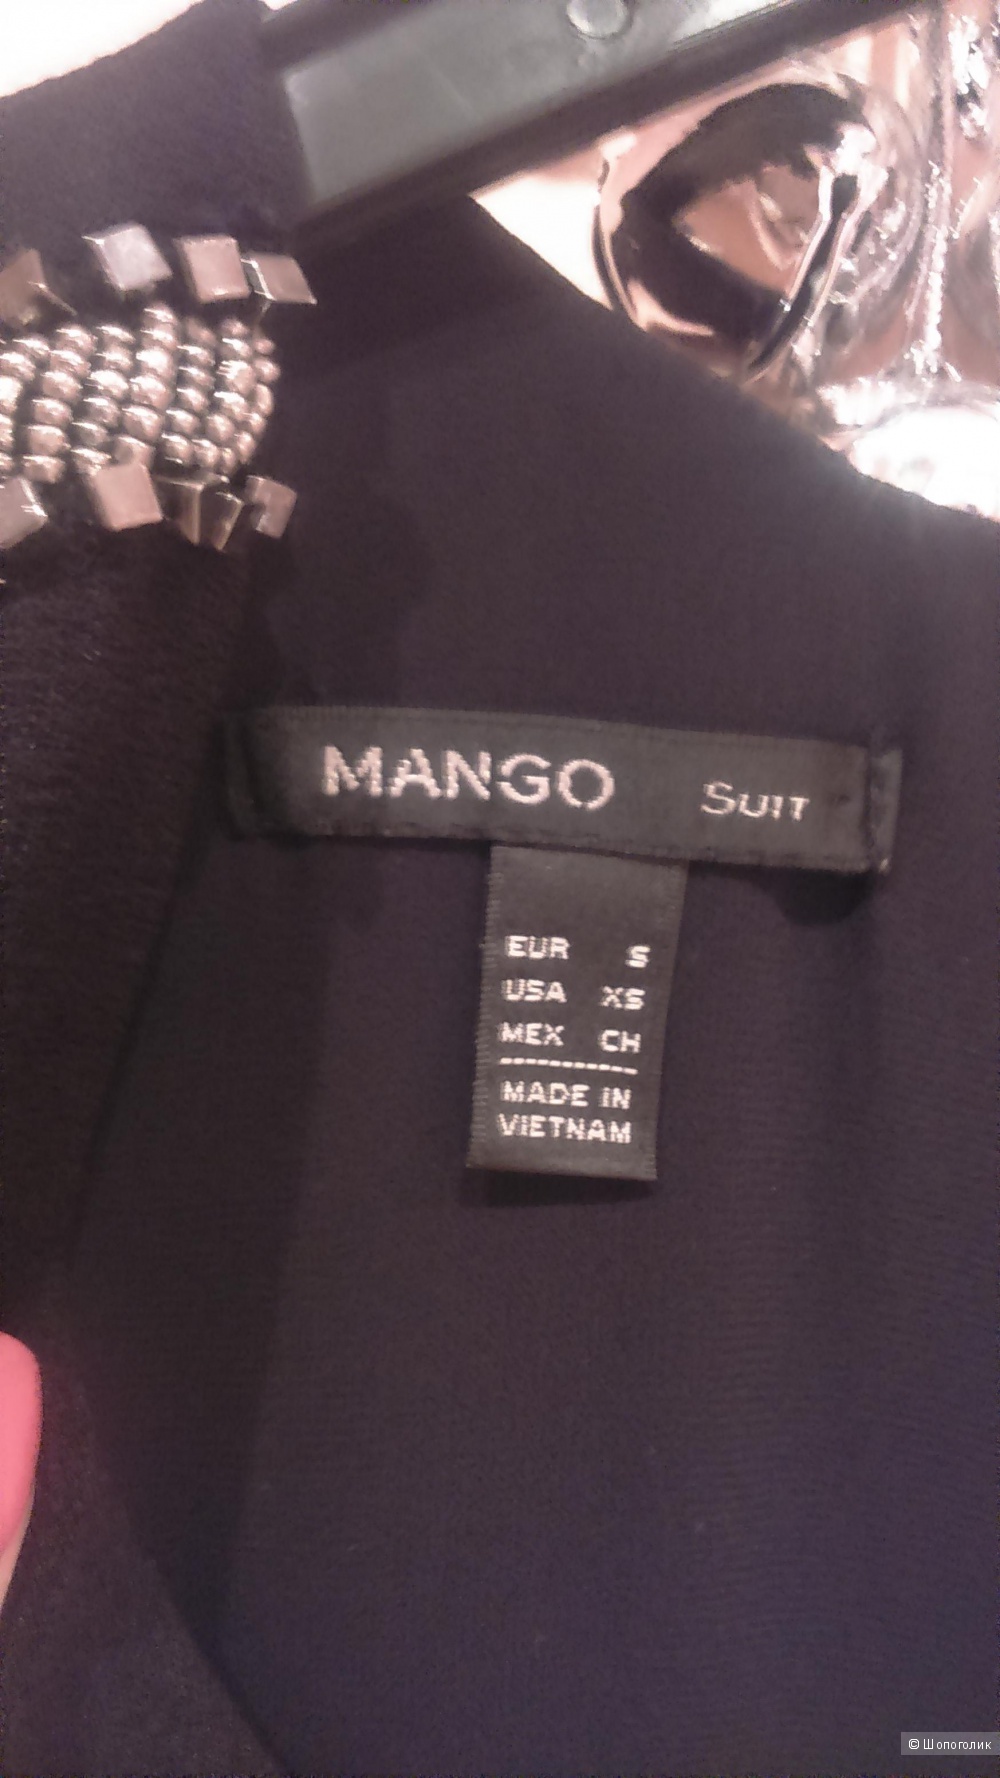 MANGO SUIT
EUR S
USA XS
MEX CH
MADE IN
VIETNAM
© Шопоголик